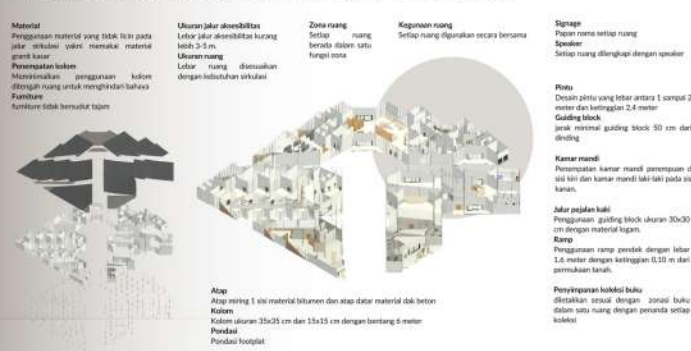 Material
Penggunaan material yang tidak licin pada
jalur sirkulasi yakni memakai material
granit kasar
Penempatan kolom
Meminimalkan penggunaan kolom
ditengah ruang untuk menghindari bahaya
Furniture
furniture tidak bersudut tajam
Ukuran jalur aksesibilitas
Lebar jalur aksesibilitas kurang
lebih 3-5 m.
Ukuran ruang
Lebar ruang disesuaikan
dengan kebutuhan sirkulasi
Zona ruang
Setiap ruang
berada dalam satu
fungsi zona
Kegunaan ruang
Setiap ruang digunakan secara bersama
Signage
Papan nama setiap ruang
Speaker
Setiap ruang dilengkapi dengan speaker
Pintu
Desain pintu yang lebar antara 1 sampai 2
meter dan ketinggian 2,4 meter
Guiding block
jarak minimal guiding block 50 cm dari
dinding
Kamar mandi
Penempatan kamar mandi perempuan di
sisi kiri dan kamar mandi laki-laki pada sisi
kanan.
Jalur pejalan kaki
Penggunaan guiding block ukuran 30x30
cm dengan material logam.
Ramp
Penggunaan ramp pendek dengan lebar
1,6 meter dengan ketinggian 0,10 m dari
permukaan tanah.
Penyimpanan koleksi buku
diletakkan sesuai dengan zonasi buku
dalam satu ruang dengan penanda setiap
koleksi
Atap
Atap miring 1 sisi material bitumen dan atap datar material dak beton
Kolom
Kolom ukuran 35x35 cm dan 15x15 cm dengan bentang 6 meter
Pondasi
Pondasi footplat